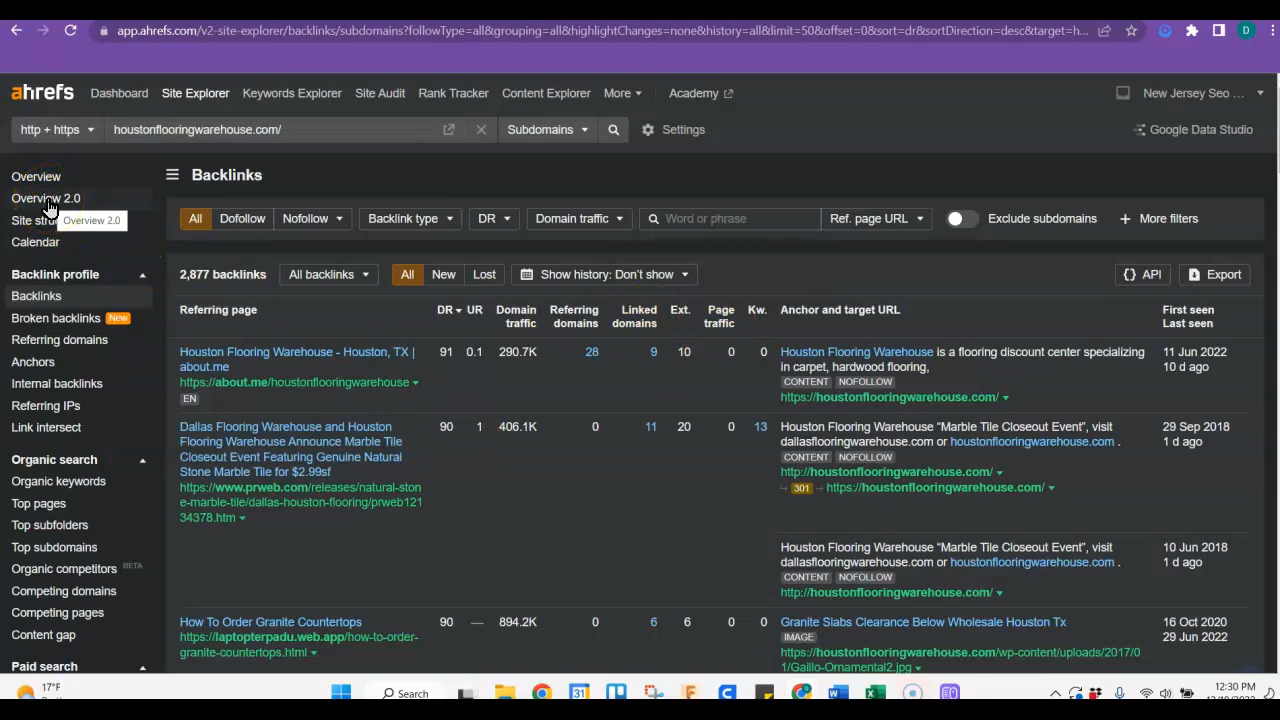 app.ahrefs.com/v2-site-explorer/backlinks/subdomains?followType=all&grouping=all&highlightChanges=none&history=all&limit=50&offset=0&sort=dr&sortDirection=desc&target=h...
D
ahrefs Dashboard Site Explorer Keywords Explorer Site Audit Rank Tracker Content Explorer More Academy New Jersey Seo ...
http + https houstonflooringwarehouse.com/ Subdomains Settings Google Data Studio
Overview
Overview 2.0
Site stru
Overview 2.0
Calendar
Backlink profile
Backlinks
Broken backlinks New
Referring domains
Anchors
Internal backlinks
Referring IPs
Link intersect
Organic search
Organic keywords
Top pages
Top subfolders
Top subdomains
Organic competitors BETA
Competing domains
Competing pages
Content gap
Paid search
Backlinks
All Dofollow Nofollow Backlink type DR Domain traffic Word or phrase Ref. page URL Exclude subdomains + More filters
2,877 backlinks All backlinks All New Lost Show history: Don't show {} API Export
Referring page DR UR Domain traffic Referring domains Linked domains Ext. Page traffic Kw. Anchor and target URL First seen Last seen
Houston Flooring Warehouse - Houston, TX | about.me
https://about.me/houstonflooringwarehouse
EN
91 0.1 290.7K 28 9 10 0 0
Houston Flooring Warehouse is a flooring discount center specializing
in carpet, hardwood flooring,
CONTENT NOFOLLOW
https://houstonflooringwarehouse.com/
11 Jun 2022
10 d ago
Dallas Flooring Warehouse and Houston
Flooring Warehouse Announce Marble Tile
Closeout Event Featuring Genuine Natural
Stone Marble Tile for $2.99sf
https://www.prweb.com/releases/natural-ston
e-marble-tile/dallas-houston-flooring/prweb121
34378.htm
90 1 406.1K 0 11 20 0 13
Houston Flooring Warehouse “Marble Tile Closeout Event”, visit
dallasflooringwarehouse.com or houstonflooringwarehouse.com .
CONTENT NOFOLLOW
http://houstonflooringwarehouse.com/
301 https://houstonflooringwarehouse.com/
29 Sep 2018
1 d ago
Houston Flooring Warehouse “Marble Tile Closeout Event”, visit
dallasflooringwarehouse.com or houstonflooringwarehouse.com .
CONTENT NOFOLLOW
http://houstonflooringwarehouse.com/
10 Jun 2018
1 d ago
How To Order Granite Countertops
https://laptopterpadu.web.app/how-to-order-
granite-countertops.html
90 — 894.2K 0 6 6 0 0
Granite Slabs Clearance Below Wholesale Houston Tx
IMAGE
https://houstonflooringwarehouse.com/wp-content/uploads/2017/0
1/Gaillo-Ornamental2.jpg
16 Oct 2020
29 Jun 2022
17°F
Search
12:30 PM